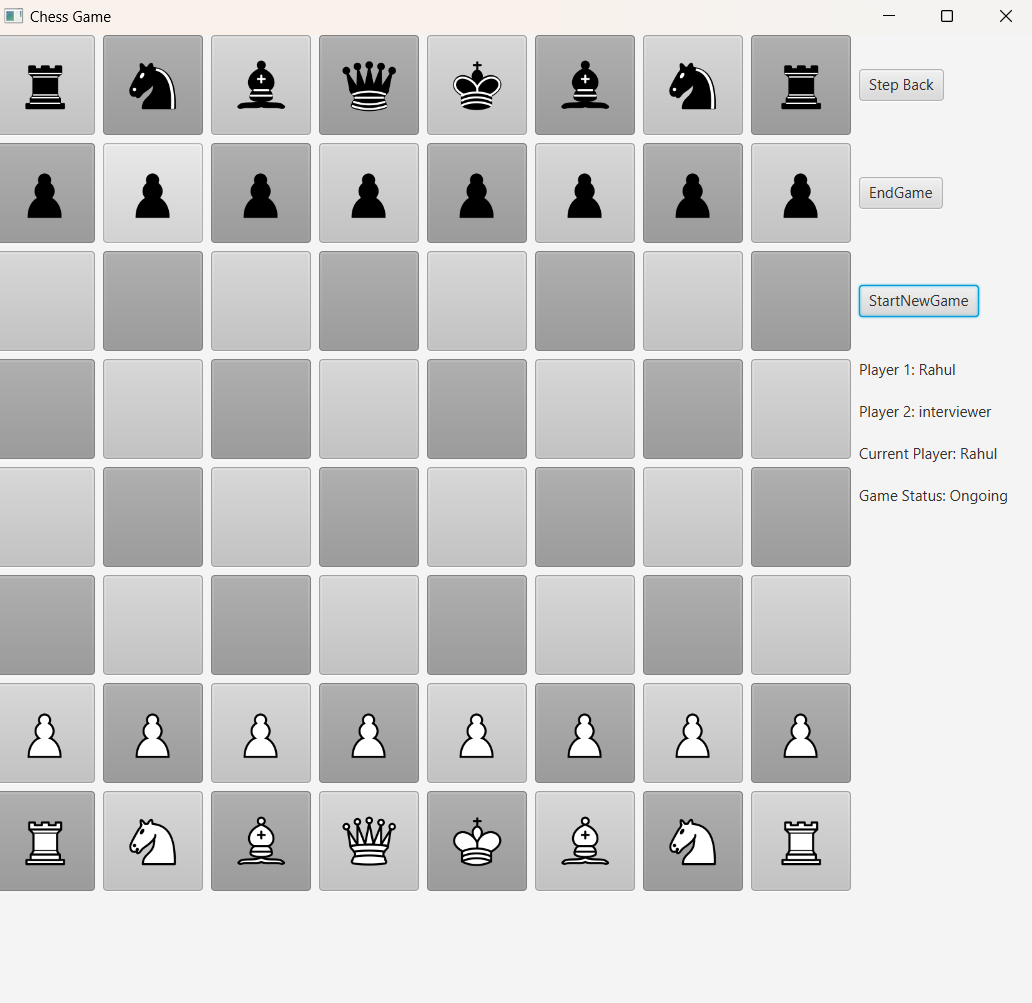 Chess Game
Step Back
EndGame
StartNewGame
Player 1: Rahul
Player 2: interviewer
Current Player: Rahul
Game Status: Ongoing